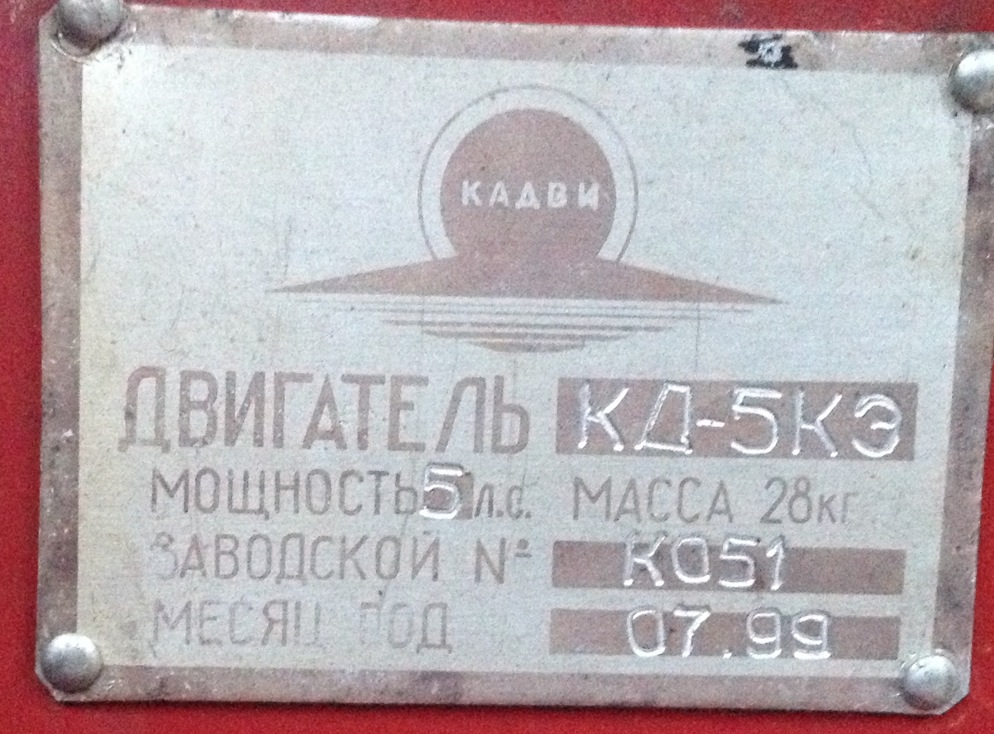 КАДВИ
ДВИГАТЕЛЬ КД-5КЭ
МОЩНОСТЬ 5 л.с. МАССА 28кг
ЗАВОДСКОЙ № К051
МЕСЯЦ ГОД 07.99